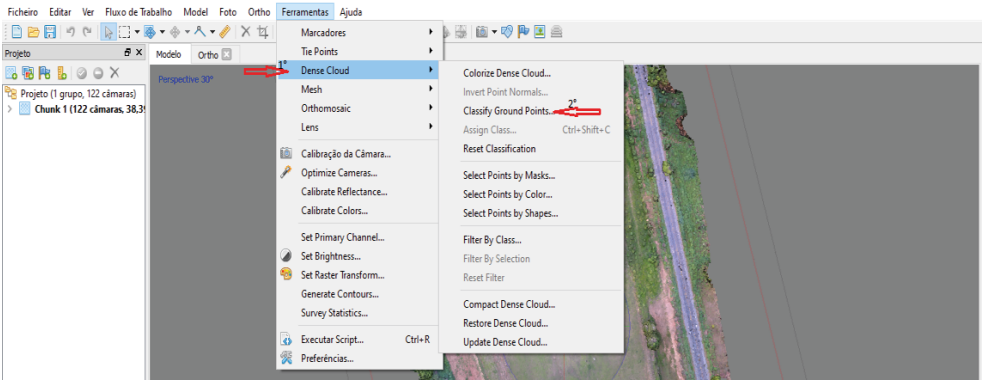 Ficheiro Editar Ver Fluxo de Trabalho Model Foto Ortho Ferramentas Ajuda
Projeto
Projeto (1 grupo, 122 câmaras)
Chunk 1 (122 câmaras, 38,3
Modelo Ortho
Perspective 30°
Marcadores
Tie Points
1º
Dense Cloud
Mesh
Orthomosaic
Lens
Calibração da Câmara...
Optimize Cameras...
Calibrate Reflectance...
Calibrate Colors...
Set Primary Channel...
Set Brightness...
Set Raster Transform...
Generate Contours...
Survey Statistics...
Executar Script... Ctrl+R
Preferências...
Colorize Dense Cloud...
Invert Point Normals...
Classify Ground Points... 2º
Assign Class... Ctrl+Shift+C
Reset Classification
Select Points by Masks...
Select Points by Color...
Select Points by Shapes...
Filter By Class...
Filter By Selection
Reset Filter
Compact Dense Cloud...
Restore Dense Cloud...
Update Dense Cloud...